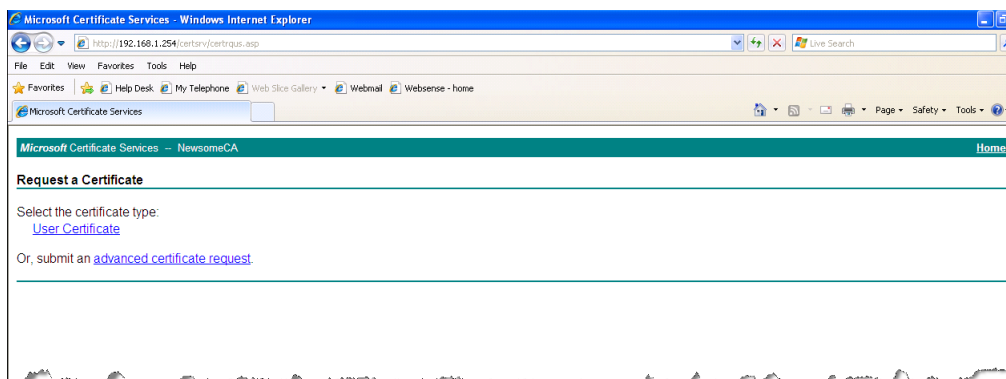 Microsoft Certificate Services - Windows Internet Explorer
http://192.168.1.254/certsrv/certrqus.asp
Live Search
File Edit View Favorites Tools Help
Favorites Help Desk My Telephone Web Slice Gallery Webmail Websense - home
Microsoft Certificate Services
Page Safety Tools
Microsoft Certificate Services -- NewsomeCA
Home
Request a Certificate
Select the certificate type:
User Certificate
Or, submit an advanced certificate request.